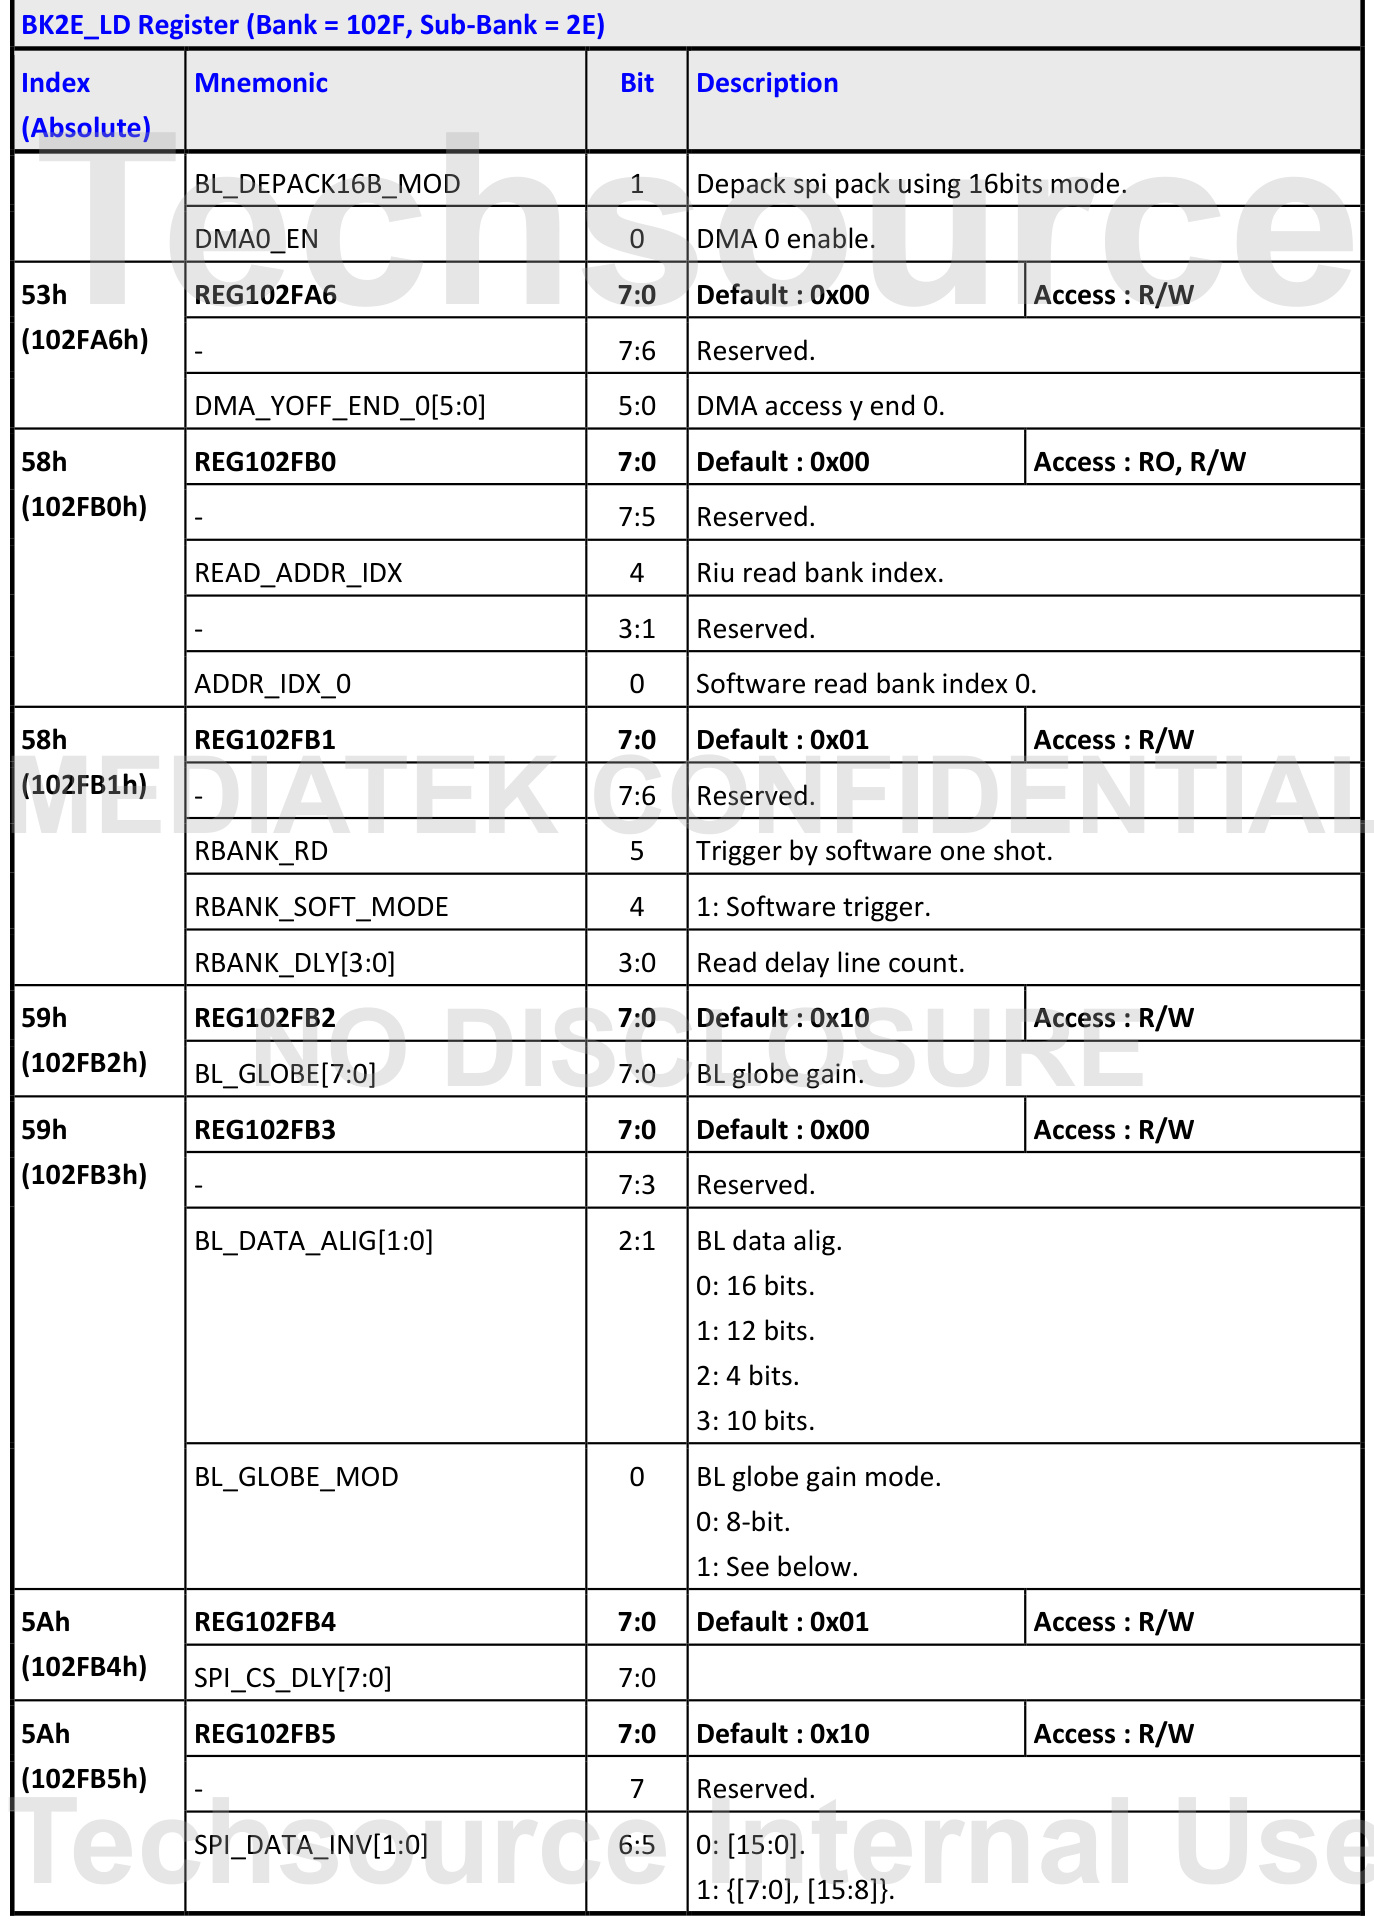 BK2E_LD Register (Bank = 102F, Sub-Bank = 2E)
Index (Absolute) Mnemonic Bit Description
BL_DEPACK16B_MOD 1 Depack spi pack using 16bits mode.
DMA0_EN 0 DMA 0 enable.
53h (102FA6h) REG102FA6 7:0 Default : 0x00 Access : R/W
- 7:6 Reserved.
DMA_YOFF_END_0[5:0] 5:0 DMA access y end 0.
58h (102FB0h) REG102FB0 7:0 Default : 0x00 Access : RO, R/W
- 7:5 Reserved.
READ_ADDR_IDX 4 Riu read bank index.
- 3:1 Reserved.
ADDR_IDX_0 0 Software read bank index 0.
58h (102FB1h) REG102FB1 7:0 Default : 0x01 Access : R/W
- 7:6 Reserved.
RBANK_RD 5 Trigger by software one shot.
RBANK_SOFT_MODE 4 1: Software trigger.
RBANK_DLY[3:0] 3:0 Read delay line count.
59h (102FB2h) REG102FB2 7:0 Default : 0x10 Access : R/W
BL_GLOBE[7:0] 7:0 BL globe gain.
59h (102FB3h) REG102FB3 7:0 Default : 0x00 Access : R/W
- 7:3 Reserved.
BL_DATA_ALIG[1:0] 2:1 BL data alig.
0: 16 bits.
1: 12 bits.
2: 4 bits.
3: 10 bits.
BL_GLOBE_MOD 0 BL globe gain mode.
0: 8-bit.
1: See below.
5Ah (102FB4h) REG102FB4 7:0 Default : 0x01 Access : R/W
SPI_CS_DLY[7:0] 7:0
5Ah (102FB5h) REG102FB5 7:0 Default : 0x10 Access : R/W
- 7 Reserved.
SPI_DATA_INV[1:0] 6:5 0: [15:0].
1: {[7:0], [15:8]}.
Techsource
MEDIATEK CONFIDENTIAL
NO DISCLOSURE
Techsource Internal Use